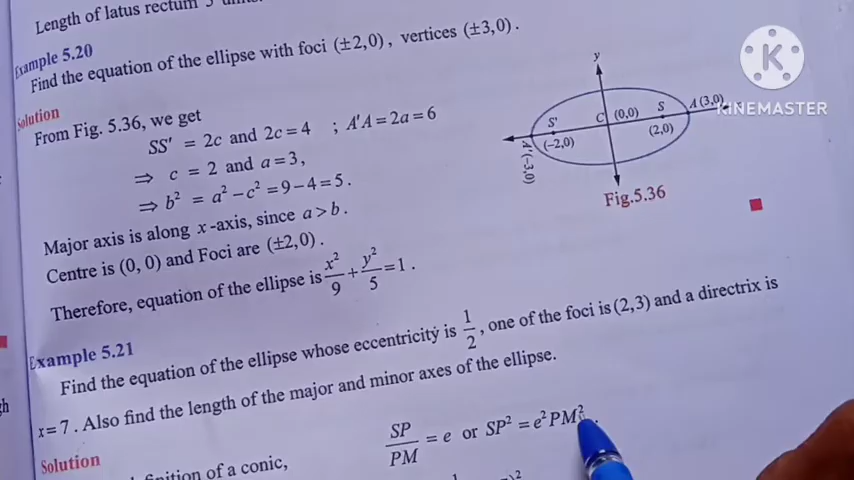 Length of latus rectum 5 units.
Example 5.20
Find the equation of the ellipse with foci (±2,0), vertices (±3,0).
Solution
From Fig. 5.36, we get
SS′ = 2c and 2c = 4 ; A′A = 2a = 6
⇒ c = 2 and a = 3,
⇒ b² = a² − c² = 9 − 4 = 5.
Major axis is along x-axis, since a > b.
Centre is (0, 0) and Foci are (±2,0).
Therefore, equation of the ellipse is x²/9 + y²/5 = 1.
y
S′
C
(0,0)
S
A (3,0)
(−2,0)
(2,0)
A′(−3,0)
Fig.5.36
K
KINEMASTER
Example 5.21
Find the equation of the ellipse whose eccentricity is 1/2, one of the foci is (2,3) and a directrix is
x = 7. Also find the length of the major and minor axes of the ellipse.
Solution
SP/PM = e or SP² = e²PM².
definition of a conic,